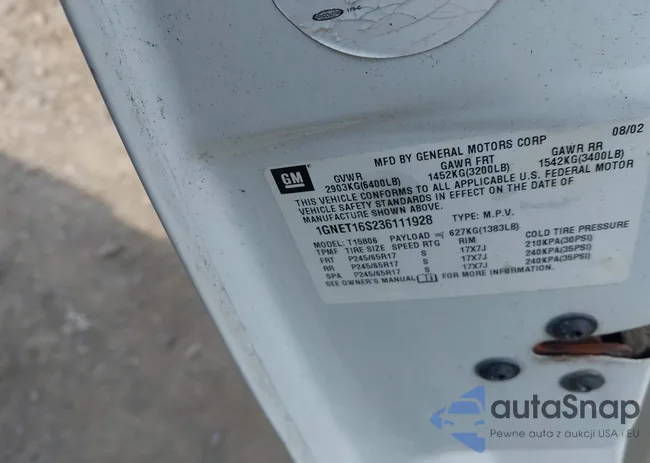 08/02
MFD BY GENERAL MOTORS CORP
GM
GVWR GAWR FRT GAWR RR
2903KG(6400LB) 1452KG(3200LB) 1542KG(3400LB)
THIS VEHICLE CONFORMS TO ALL APPLICABLE U.S. FEDERAL MOTOR
VEHICLE SAFETY STANDARDS IN EFFECT ON THE DATE OF
MANUFACTURE SHOWN ABOVE.
1GNET16S236111928 TYPE: M.P.V.
MODEL: T15806 PAYLOAD = 627KG(1383LB)
1PMF TIRE SIZE SPEED RTG RIM COLD TIRE PRESSURE
FRT P245/65R17 S 17X7J 210KPA(30PSI)
RR P245/65R17 S 17X7J 240KPA(35PSI)
SPA P245/65R17 S 17X7J 240KPA(35PSI)
SEE OWNER'S MANUAL FOR MORE INFORMATION.
autaSnap
Pewne auta z aukcji USA i EU